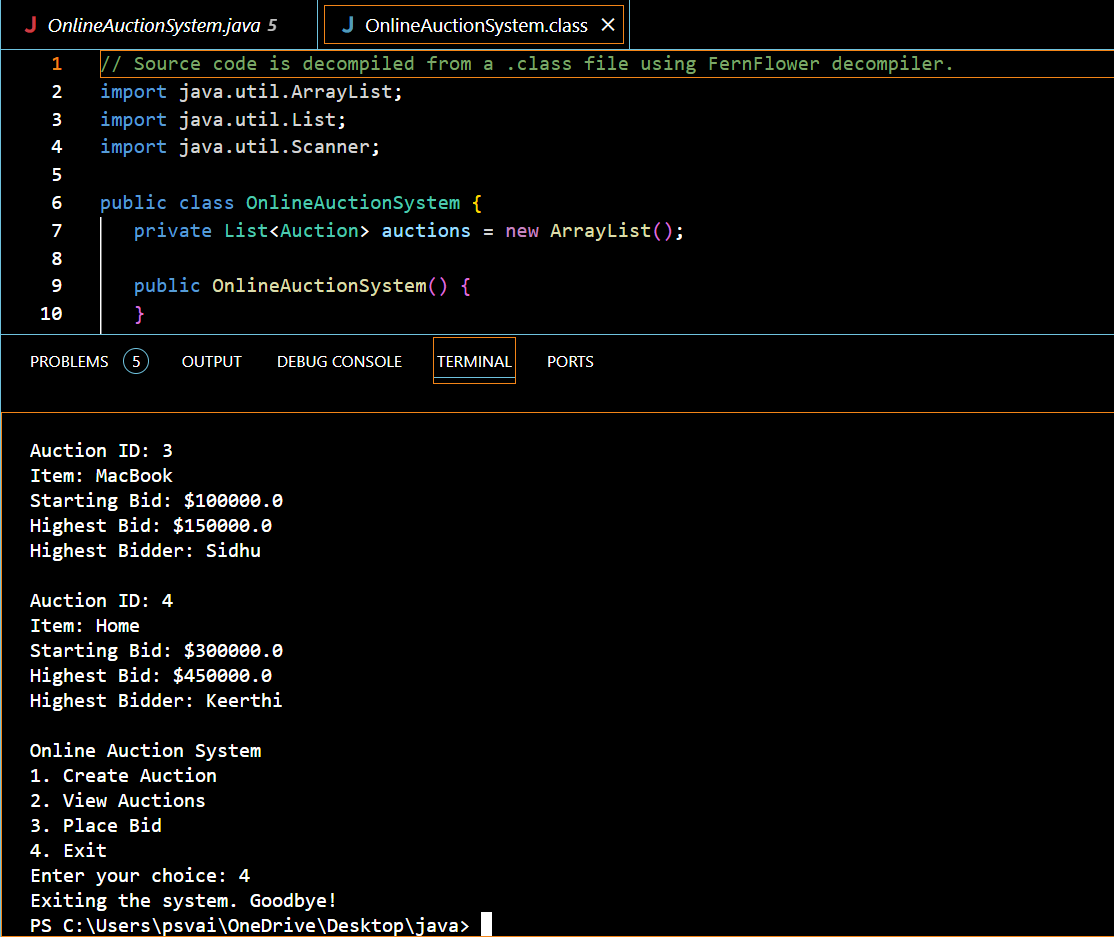 J OnlineAuctionSystem.java 5
J OnlineAuctionSystem.class ✕
1 // Source code is decompiled from a .class file using FernFlower decompiler.
2 import java.util.ArrayList;
3 import java.util.List;
4 import java.util.Scanner;
5
6 public class OnlineAuctionSystem {
7 private List<Auction> auctions = new ArrayList();
8
9 public OnlineAuctionSystem() {
10 }
PROBLEMS 5 OUTPUT DEBUG CONSOLE TERMINAL PORTS
Auction ID: 3
Item: MacBook
Starting Bid: $100000.0
Highest Bid: $150000.0
Highest Bidder: Sidhu
Auction ID: 4
Item: Home
Starting Bid: $300000.0
Highest Bid: $450000.0
Highest Bidder: Keerthi
Online Auction System
1. Create Auction
2. View Auctions
3. Place Bid
4. Exit
Enter your choice: 4
Exiting the system. Goodbye!
PS C:\Users\psvai\OneDrive\Desktop\java>